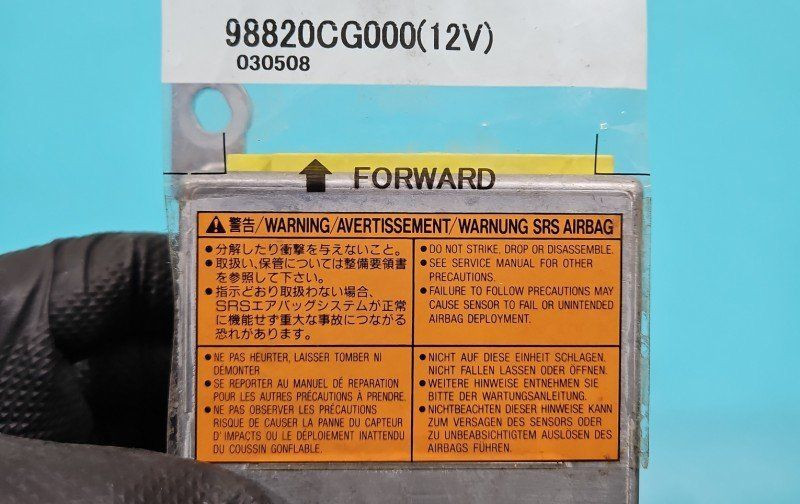 98820CG000(12V)
030508
FORWARD
警告/WARNING/AVERTISSEMENT/WARNUNG SRS AIRBAG
●分解したり衝撃を与えないこと。
●取扱い、保管については整備要領書
を参照して下さい。
●指示どおり取扱わない場合、
SRSエアバッグシステムが正常
に機能せず重大な事故につながる
恐れがあります。
●DO NOT STRIKE, DROP OR DISASSEMBLE.
●SEE SERVICE MANUAL FOR OTHER
PRECAUTIONS.
●FAILURE TO FOLLOW PRECAUTIONS MAY
CAUSE SENSOR TO FAIL OR UNINTENDED
AIRBAG DEPLOYMENT.
●NE PAS HEURTER, LAISSER TOMBER NI
DÉMONTER
●SE REPORTER AU MANUEL DE RÉPARATION
POUR LES AUTRES PRÉCAUTIONS À PRENDRE.
●NE PAS OBSERVER LES PRÉCAUTIONS
RISQUE DE CAUSER LA PANNE DU CAPTEUR
D'IMPACTS OU LE DÉPLOIEMENT INATTENDU
DU COUSSIN GONFLABLE.
●NICHT AUF DIESE EINHEIT SCHLAGEN.
NICHT FALLEN LASSEN ODER ÖFFNEN.
●WEITERE HINWEISE ENTNEHMEN SIE
BITTE DER WARTUNGSANLEITUNG.
●NICHTBEACHTEN DIESER HINWEISE KANN
ZUM VERSAGEN DES SENSORS ODER
ZU UNBEABSICHTIGTEM AUSLÖSEN DES
AIRBAGS FÜHREN.